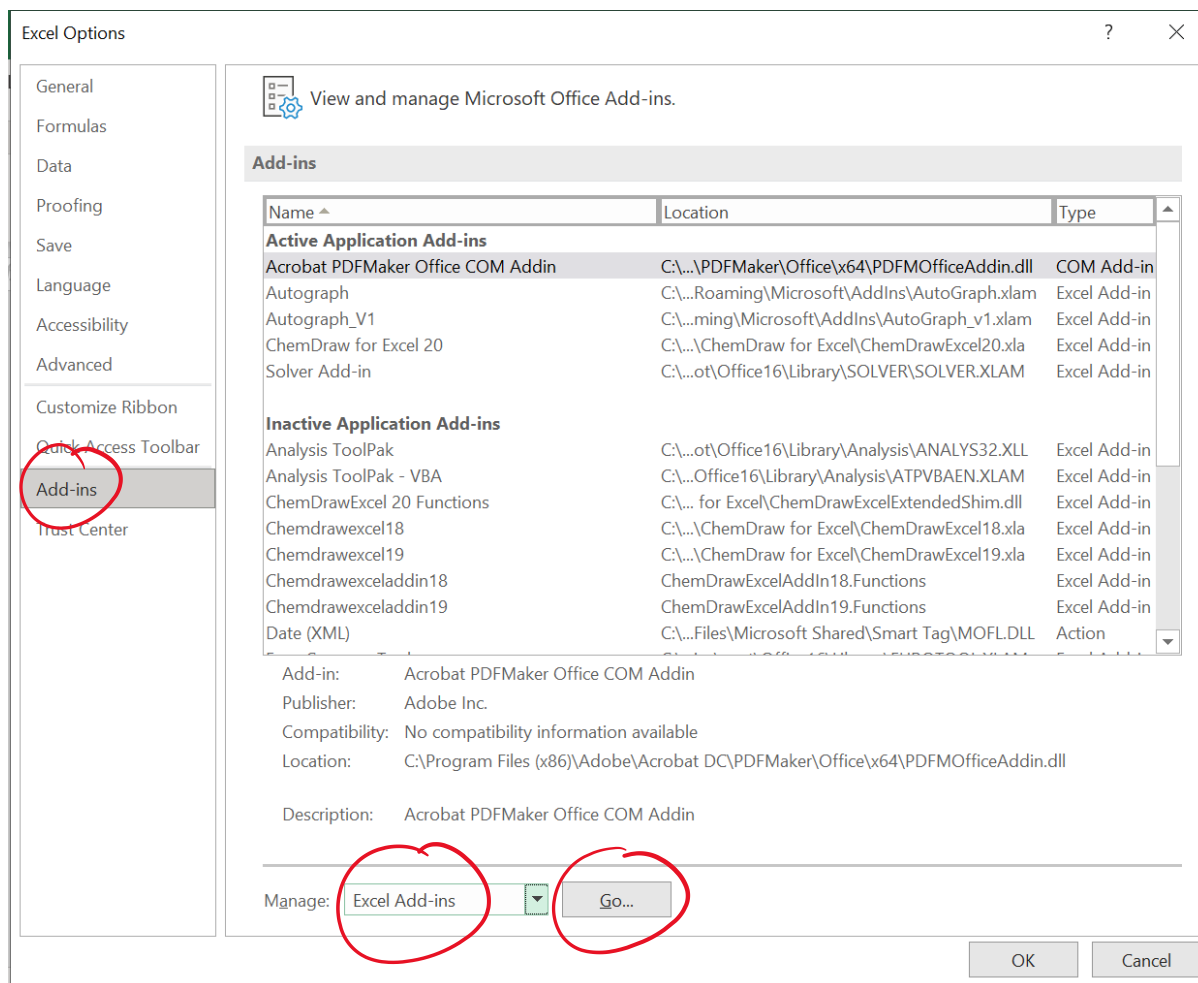 Excel Options
?
General
Formulas
Data
Proofing
Save
Language
Accessibility
Advanced
Customize Ribbon
Quick Access Toolbar
Add-ins
Trust Center
View and manage Microsoft Office Add-ins.
Add-ins
Name Location Type
Active Application Add-ins
Acrobat PDFMaker Office COM Addin C:\...\PDFMaker\Office\x64\PDFMOfficeAddin.dll COM Add-in
Autograph C:\...Roaming\Microsoft\AddIns\AutoGraph.xlam Excel Add-in
Autograph_V1 C:\...ming\Microsoft\AddIns\AutoGraph_v1.xlam Excel Add-in
ChemDraw for Excel 20 C:\...\ChemDraw for Excel\ChemDrawExcel20.xla Excel Add-in
Solver Add-in C:\...ot\Office16\Library\SOLVER\SOLVER.XLAM Excel Add-in
Inactive Application Add-ins
Analysis ToolPak C:\...ot\Office16\Library\Analysis\ANALYS32.XLL Excel Add-in
Analysis ToolPak - VBA C:\...Office16\Library\Analysis\ATPVBAEN.XLAM Excel Add-in
ChemDrawExcel 20 Functions C:\... for Excel\ChemDrawExcelExtendedShim.dll Excel Add-in
Chemdrawexcel18 C:\...\ChemDraw for Excel\ChemDrawExcel18.xla Excel Add-in
Chemdrawexcel19 C:\...\ChemDraw for Excel\ChemDrawExcel19.xla Excel Add-in
Chemdrawexceladdin18 ChemDrawExcelAddIn18.Functions Excel Add-in
Chemdrawexceladdin19 ChemDrawExcelAddIn19.Functions Excel Add-in
Date (XML) C:\...Files\Microsoft Shared\Smart Tag\MOFL.DLL Action
Add-in: Acrobat PDFMaker Office COM Addin
Publisher: Adobe Inc.
Compatibility: No compatibility information available
Location: C:\Program Files (x86)\Adobe\Acrobat DC\PDFMaker\Office\x64\PDFMOfficeAddin.dll
Description: Acrobat PDFMaker Office COM Addin
Manage: Excel Add-ins Go...
OK Cancel